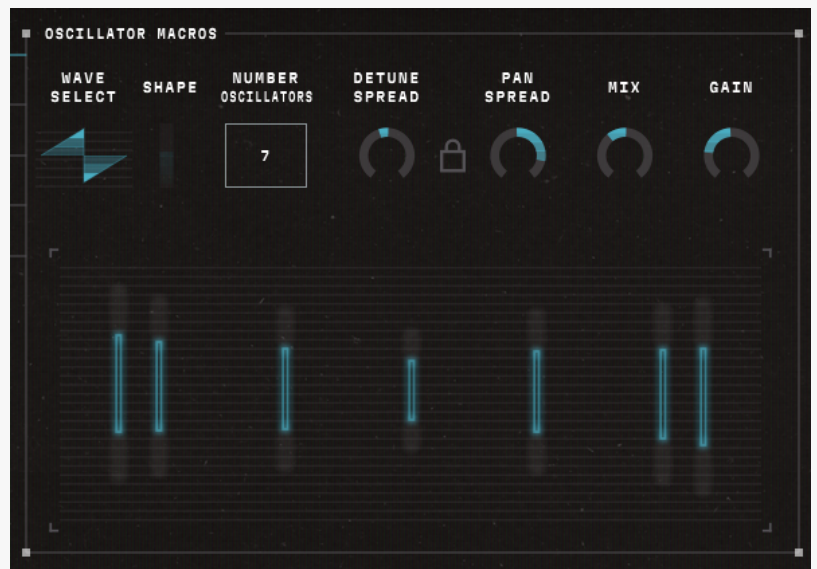 OSCILLATOR MACROS
WAVE
SELECT
SHAPE
NUMBER
OSCILLATORS
DETUNE
SPREAD
PAN
SPREAD
MIX
GAIN
7